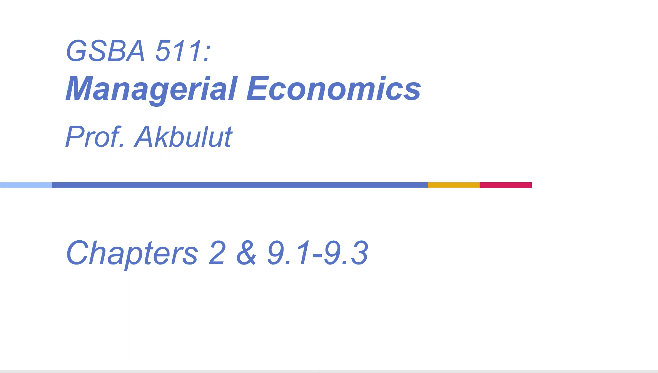 GSBA 511:
Managerial Economics
Prof. Akbulut
Chapters 2 & 9.1-9.3